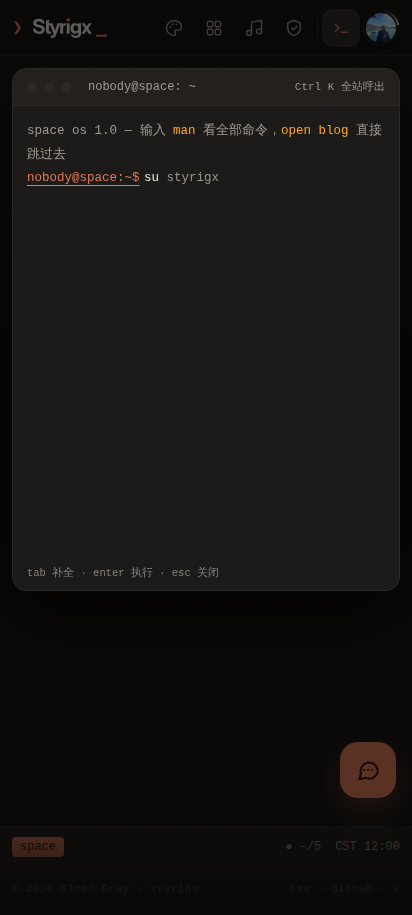 ❯ Styrigx _
nobody@space: ~
Ctrl K 全站呼出
space os 1.0 — 输入 man 看全部命令，open blog 直接
跳过去
nobody@space:~$ su styrigx
tab 补全 · enter 执行 · esc 关闭
space
● –/5 CST 12:00
© 2026 Sloan Gray · styrigx
rss · github · x